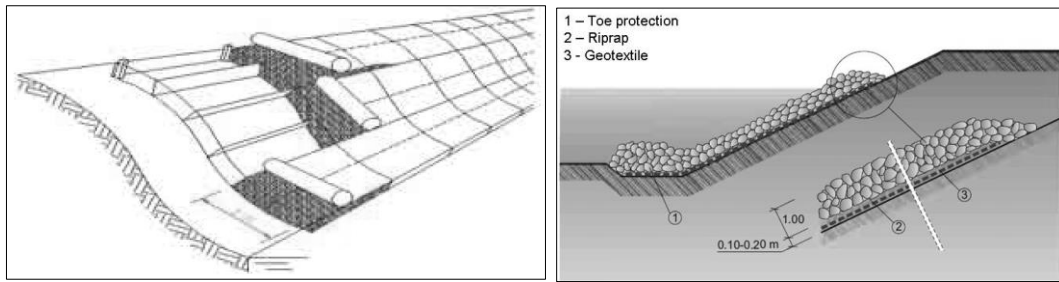 1 – Toe protection
2 – Riprap
3 - Geotextile
1
1.00
3
2
0.10-0.20 m